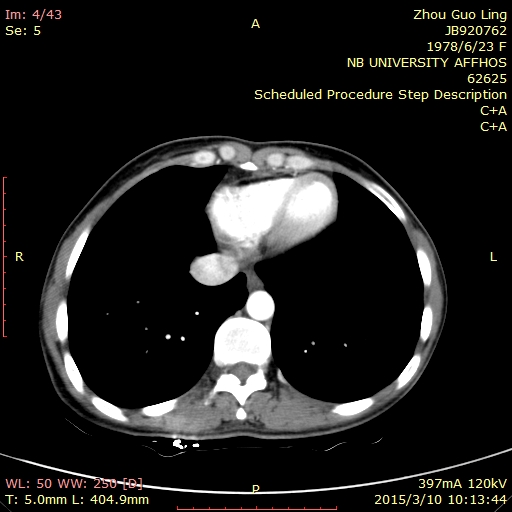 Im: 4/43
Se: 5
A
Zhou Guo Ling
JB920762
1978/6/23 F
NB UNIVERSITY AFFHOS
62625
Scheduled Procedure Step Description
C+A
C+A
R
L
WL: 50 WW: 250 [D]
T: 5.0mm L: 404.9mm
P
397mA 120kV
2015/3/10 10:13:44